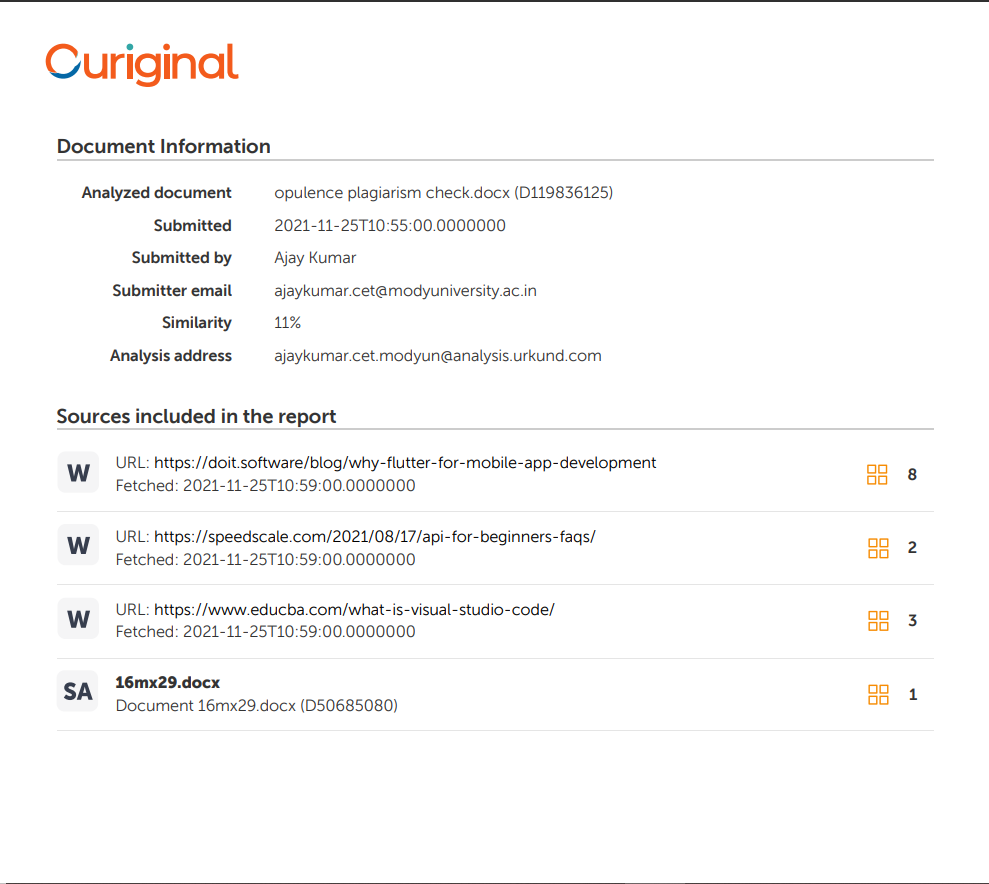 Ouriginal
Document Information
Analyzed document opulence plagiarism check.docx (D119836125)
Submitted 2021-11-25T10:55:00.0000000
Submitted by Ajay Kumar
Submitter email ajaykumar.cet@modyuniversity.ac.in
Similarity 11%
Analysis address ajaykumar.cet.modyun@analysis.urkund.com
Sources included in the report
W URL: https://doit.software/blog/why-flutter-for-mobile-app-development 8
Fetched: 2021-11-25T10:59:00.0000000
W URL: https://speedscale.com/2021/08/17/api-for-beginners-faqs/ 2
Fetched: 2021-11-25T10:59:00.0000000
W URL: https://www.educba.com/what-is-visual-studio-code/ 3
Fetched: 2021-11-25T10:59:00.0000000
SA 16mx29.docx 1
Document 16mx29.docx (D50685080)